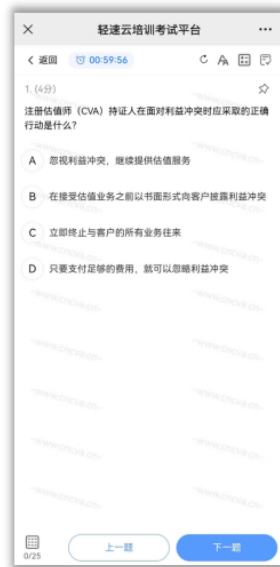 轻速云培训考试平台
返回
00:59:56
1. (4分)
注册估值师（CVA）持证人在面对利益冲突时应采取的正确
行动是什么？
A 忽视利益冲突，继续提供估值服务
B 在接受估值业务之前以书面形式向客户披露利益冲突
C 立即终止与客户的所有业务往来
D 只要支付足够的费用，就可以忽略利益冲突
0/25
上一题
下一题